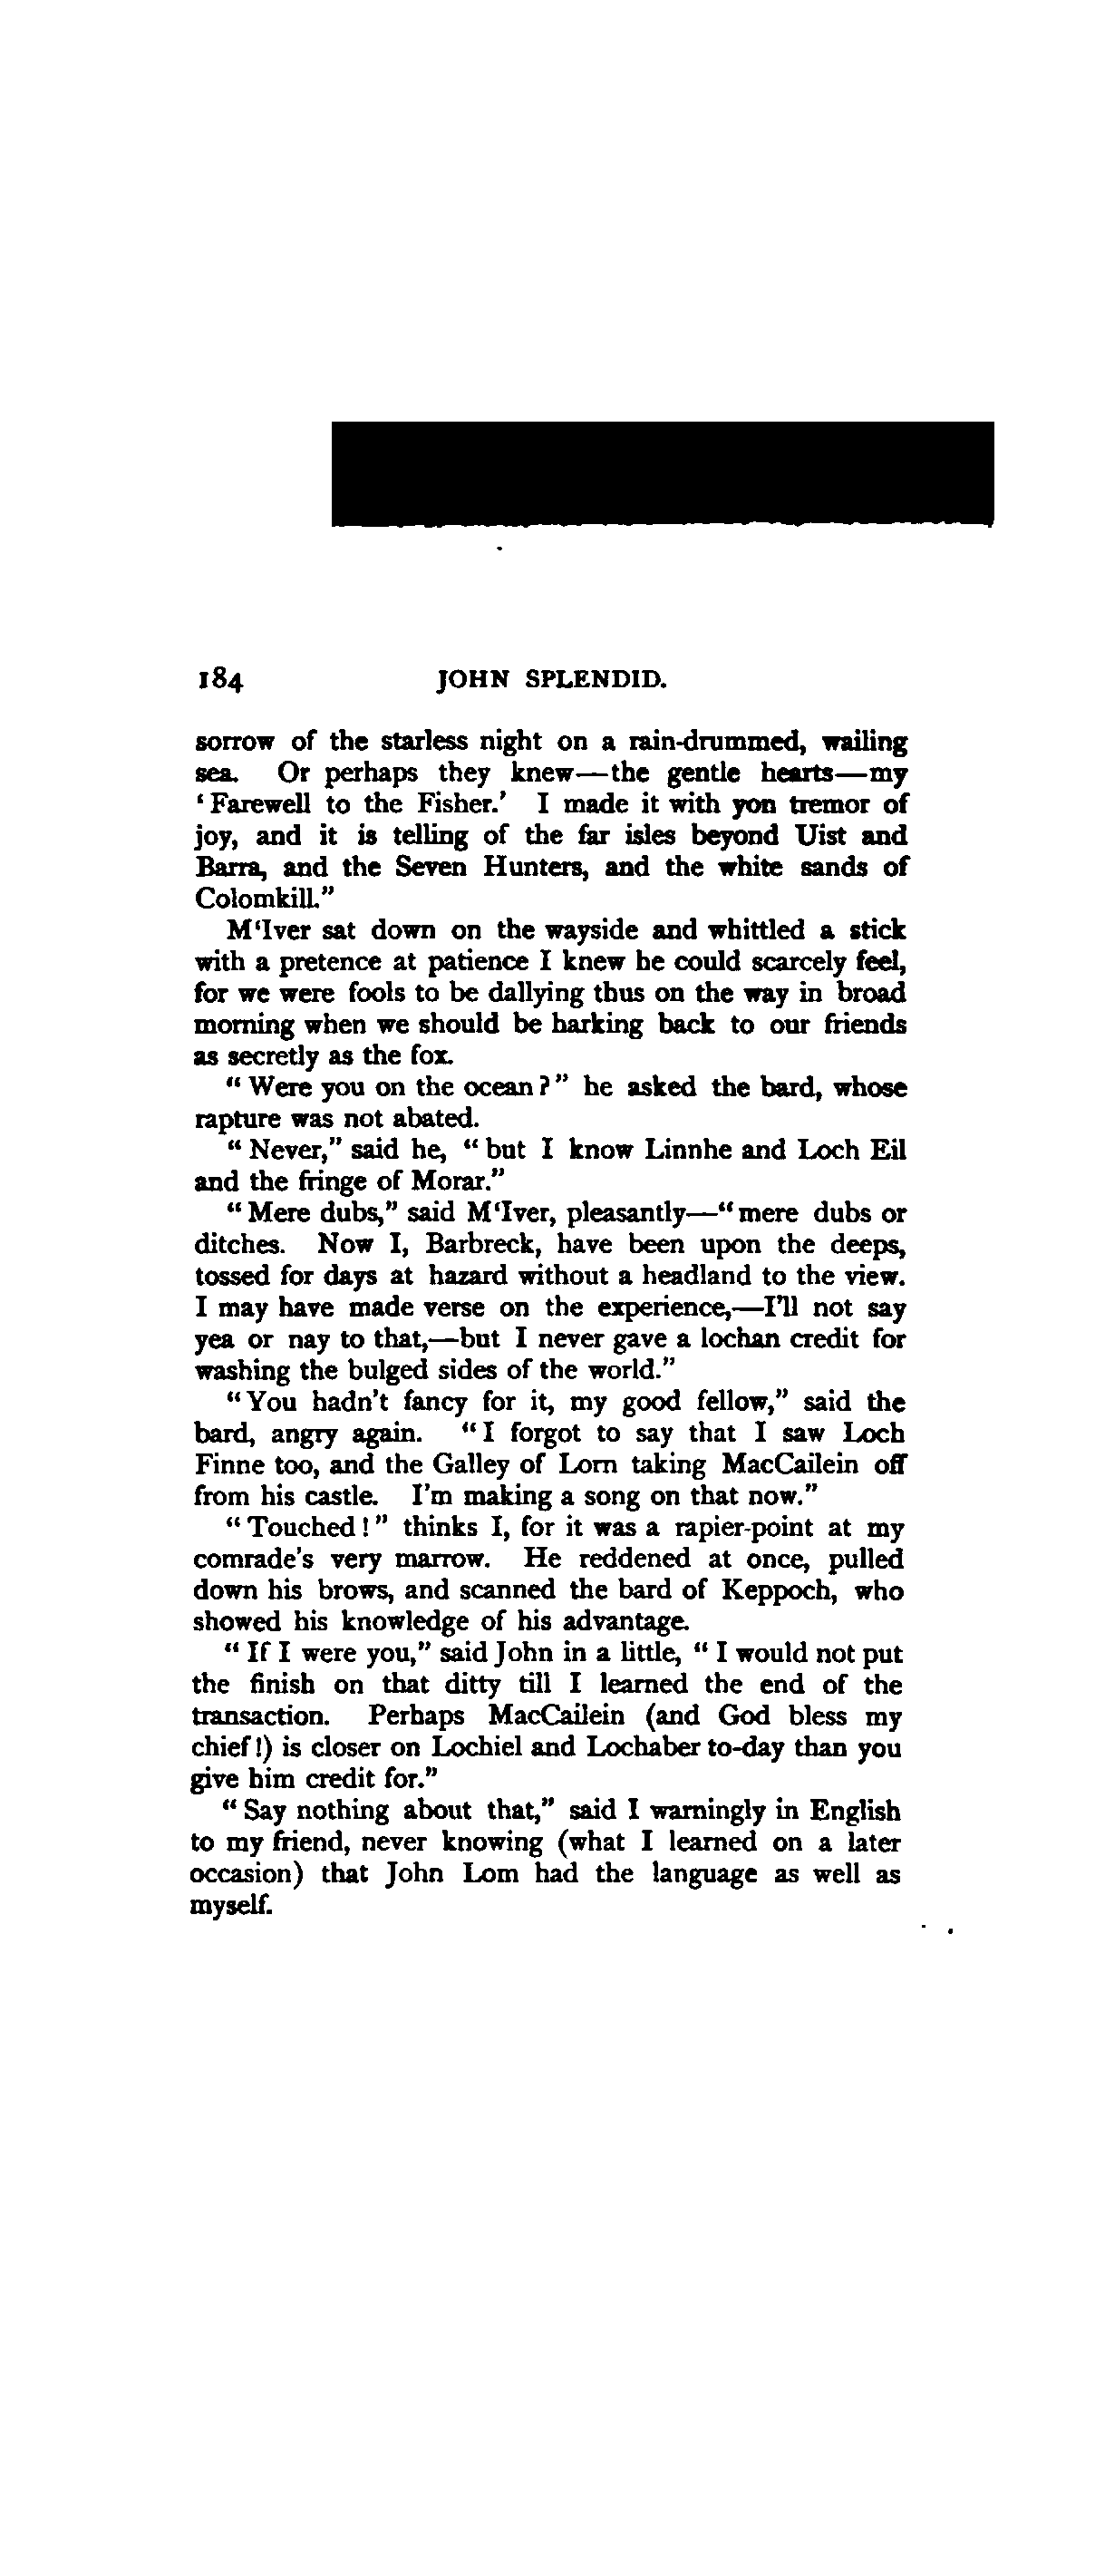 184 JOHN SPLENDID.
sorrow of the starless night on a rain-drummed, wailing
sea. Or perhaps they knew—the gentle hearts—my
‘Farewell to the Fisher.’ I made it with yon tremor of
joy, and it is telling of the far isles beyond Uist and
Barra, and the Seven Hunters, and the white sands of
Colomkill.”
M‘Iver sat down on the wayside and whittled a stick
with a pretence at patience I knew he could scarcely feel,
for we were fools to be dallying thus on the way in broad
morning when we should be harking back to our friends
as secretly as the fox.
“Were you on the ocean?” he asked the bard, whose
rapture was not abated.
“Never,” said he, “but I know Linnhe and Loch Eil
and the fringe of Morar.”
“Mere dubs,” said M‘Iver, pleasantly—“mere dubs or
ditches. Now I, Barbreck, have been upon the deeps,
tossed for days at hazard without a headland to the view.
I may have made verse on the experience,—I’ll not say
yea or nay to that,—but I never gave a lochan credit for
washing the bulged sides of the world.”
“You hadn’t fancy for it, my good fellow,” said the
bard, angry again. “I forgot to say that I saw Loch
Finne too, and the Galley of Lorn taking MacCailein off
from his castle. I’m making a song on that now.”
“Touched!” thinks I, for it was a rapier-point at my
comrade’s very marrow. He reddened at once, pulled
down his brows, and scanned the bard of Keppoch, who
showed his knowledge of his advantage.
“If I were you,” said John in a little, “I would not put
the finish on that ditty till I learned the end of the
transaction. Perhaps MacCailein (and God bless my
chief!) is closer on Lochiel and Lochaber to-day than you
give him credit for.”
“Say nothing about that,” said I warningly in English
to my friend, never knowing (what I learned on a later
occasion) that John Lom had the language as well as
myself.